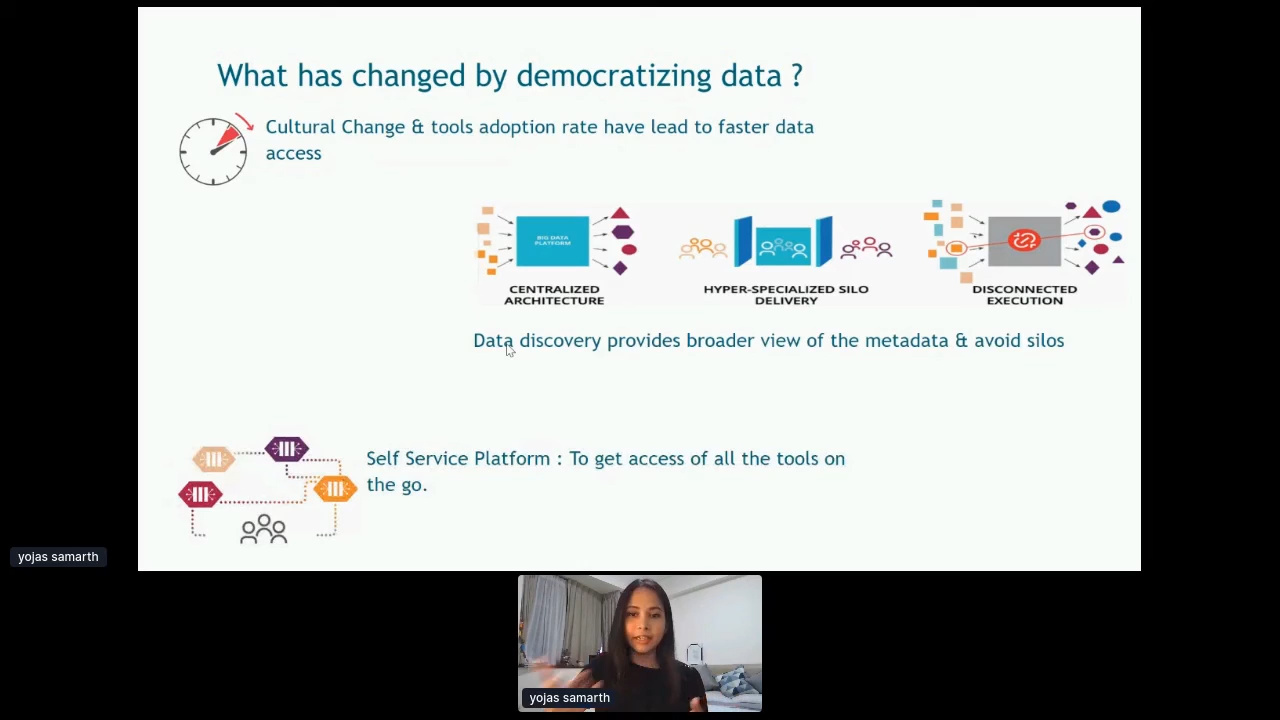 What has changed by democratizing data ?
Cultural Change & tools adoption rate have lead to faster data
access
BIG DATA
PLATFORM
CENTRALIZED
ARCHITECTURE
HYPER-SPECIALIZED SILO
DELIVERY
DISCONNECTED
EXECUTION
Data discovery provides broader view of the metadata & avoid silos
Self Service Platform : To get access of all the tools on
the go.
yojas samarth
yojas samarth